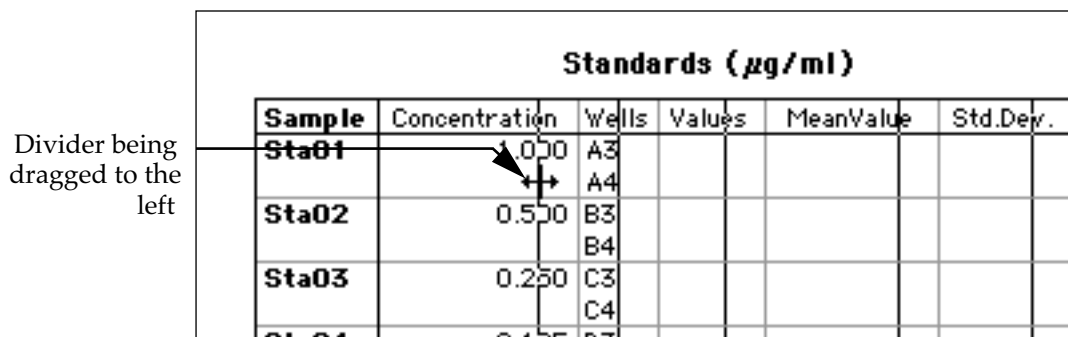 Standards (µg/ml)
Sample Concentration Wells Values MeanValue Std.Dev.
Divider being dragged to the left
Sta01 1.000 A3
A4
Sta02 0.500 B3
B4
Sta03 0.250 C3
C4